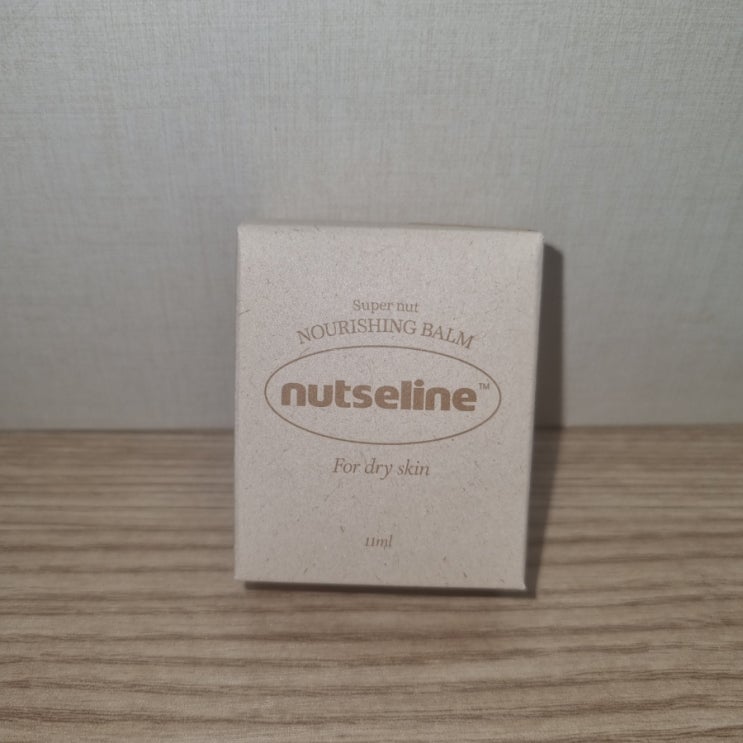 Super nut
NOURISHING BALM
nutseline™
For dry skin
11ml